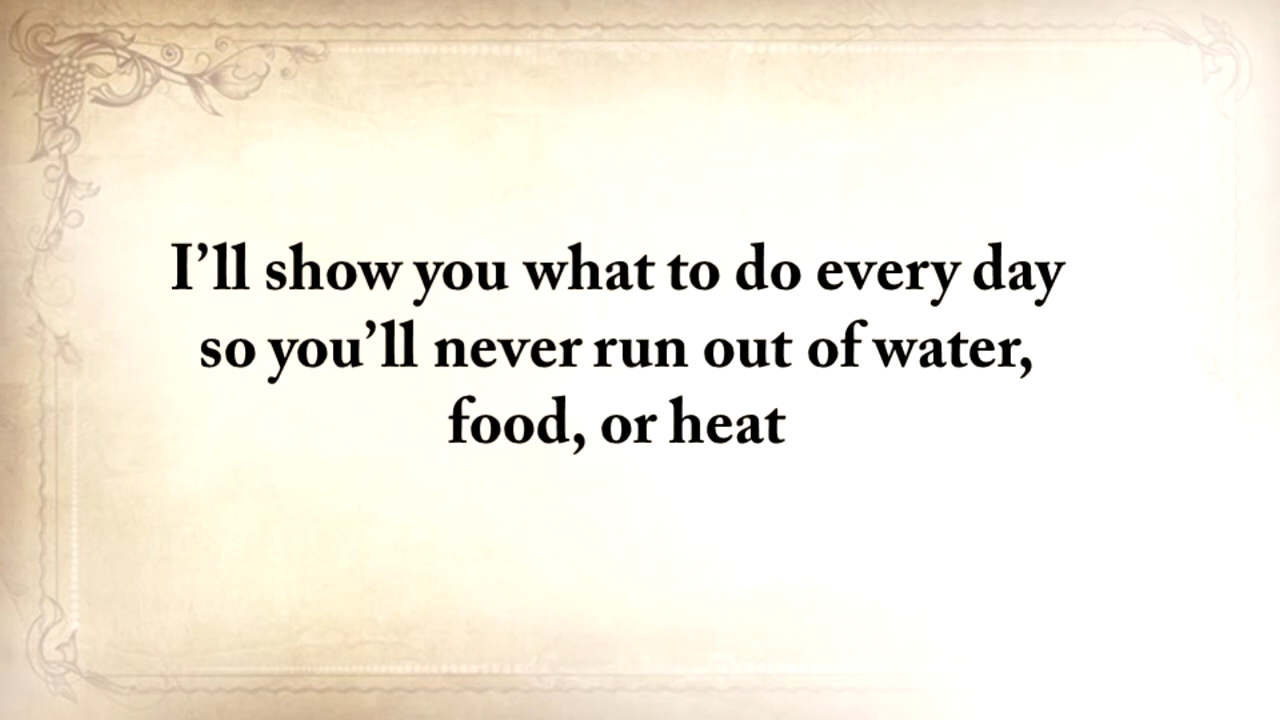 I’ll show you what to do every day
so you’ll never run out of water,
food, or heat